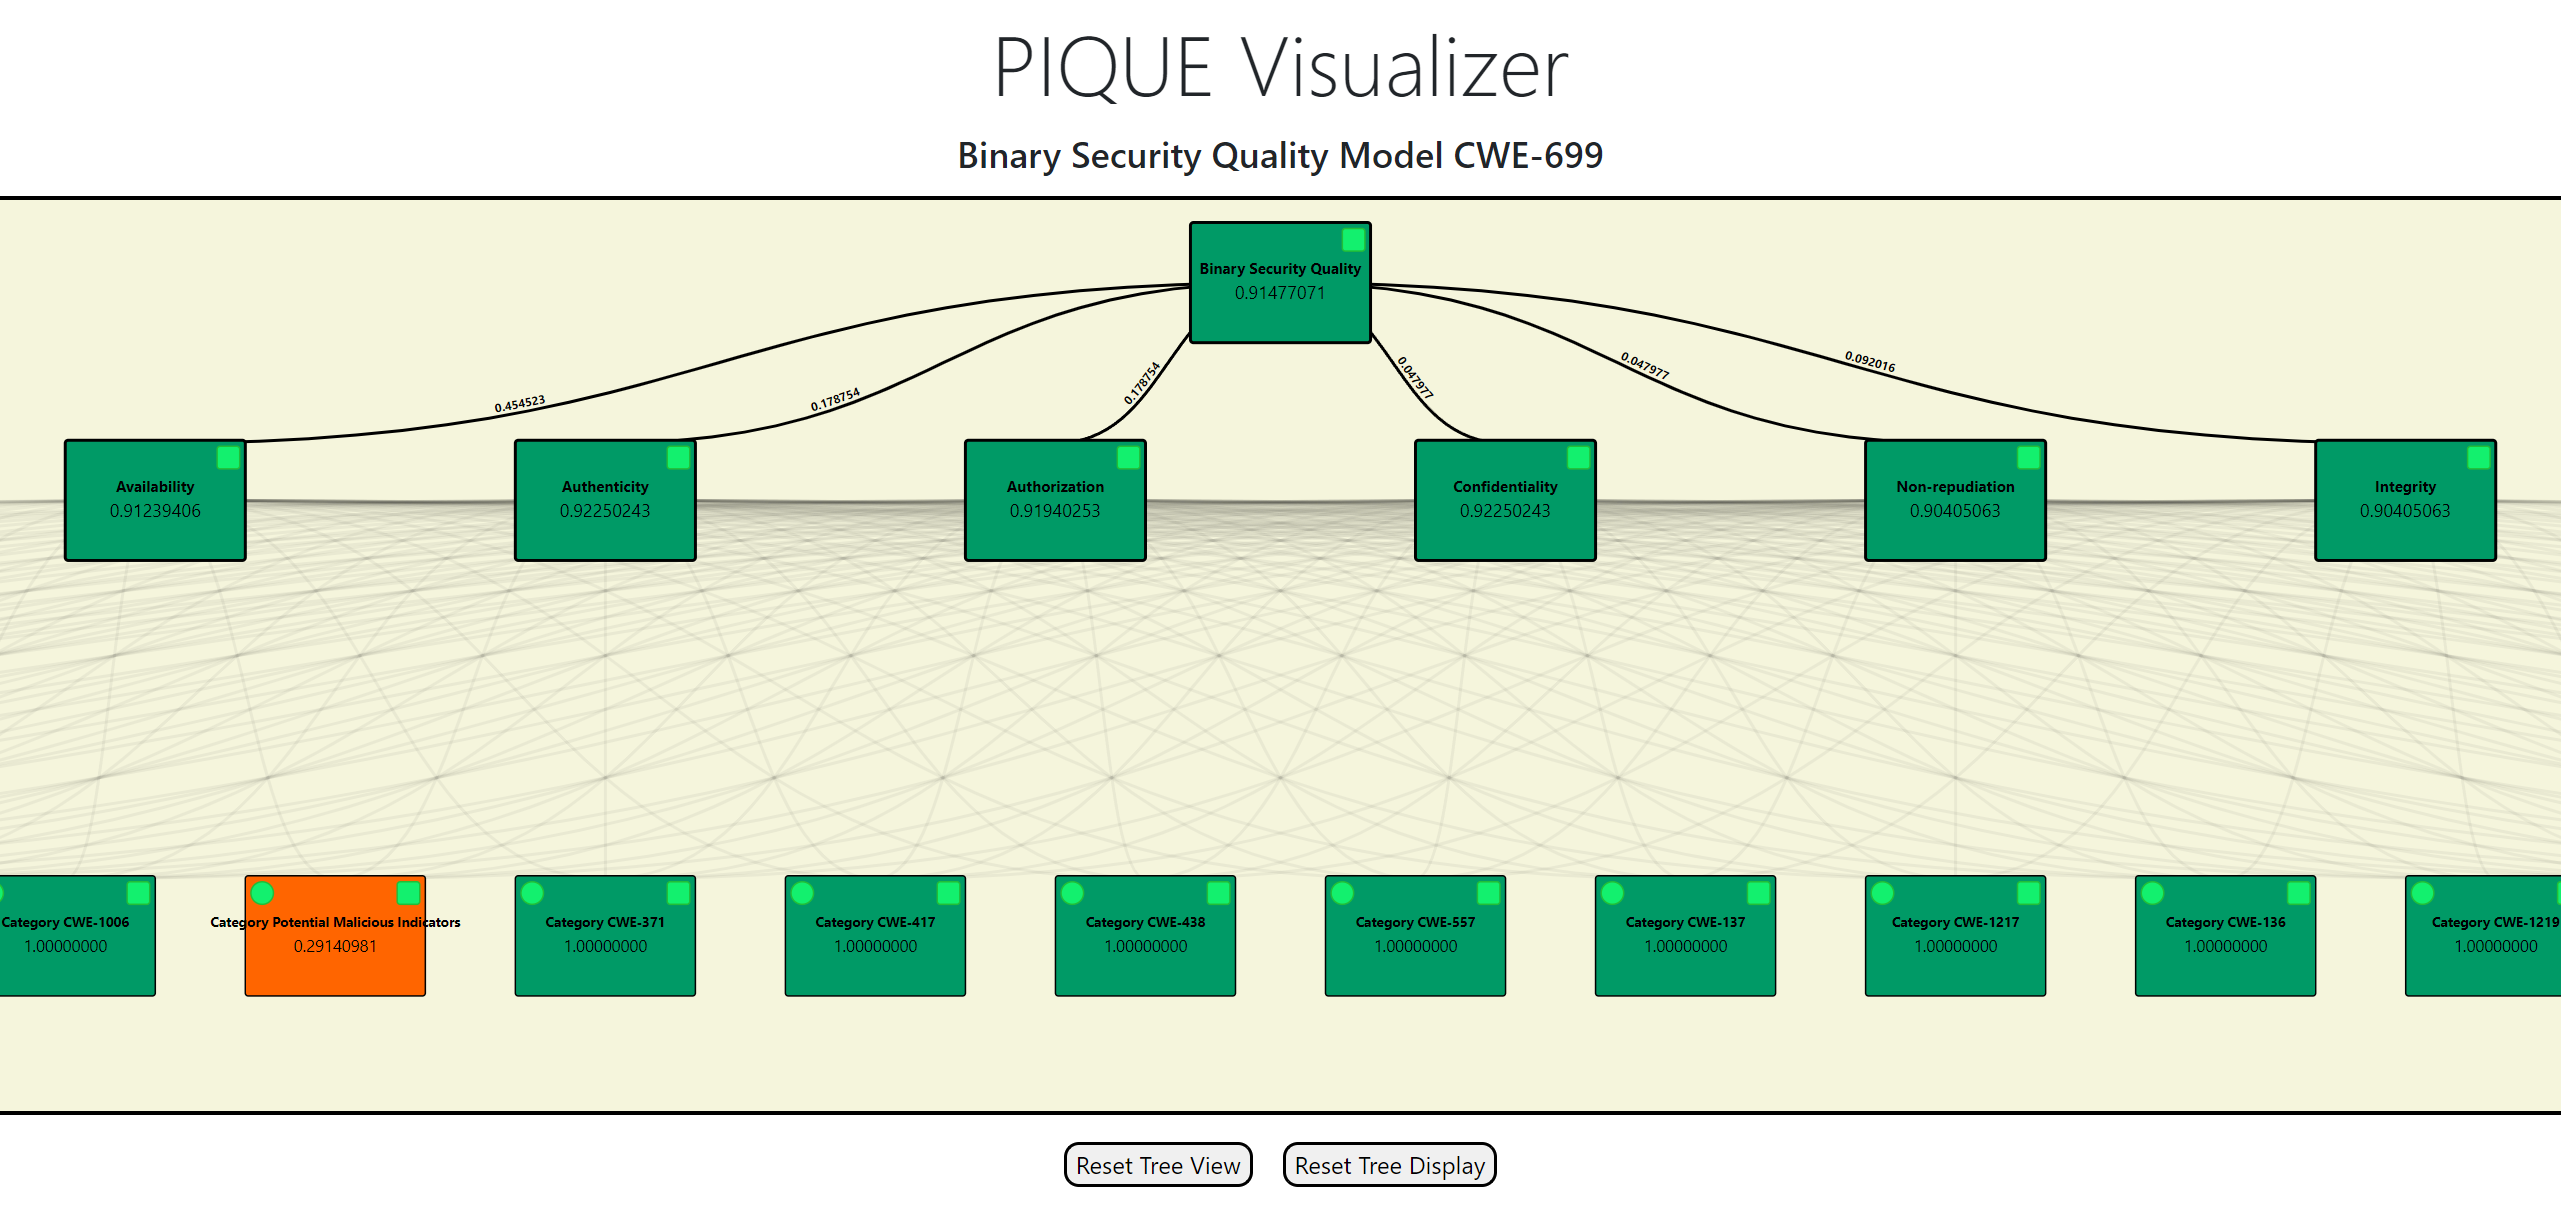 PIQUE Visualizer
Binary Security Quality Model CWE-699
Binary Security Quality
0.91477071
0.454523
0.178754
0.178754
0.047977
0.047977
0.092016
Availability
0.91239406
Authenticity
0.92250243
Authorization
0.91940253
Confidentiality
0.92250243
Non-repudiation
0.90405063
Integrity
0.90405063
Category CWE-1006
1.00000000
Category Potential Malicious Indicators
0.29140981
Category CWE-371
1.00000000
Category CWE-417
1.00000000
Category CWE-438
1.00000000
Category CWE-557
1.00000000
Category CWE-137
1.00000000
Category CWE-1217
1.00000000
Category CWE-136
1.00000000
Category CWE-1219
1.00000000
Reset Tree View
Reset Tree Display